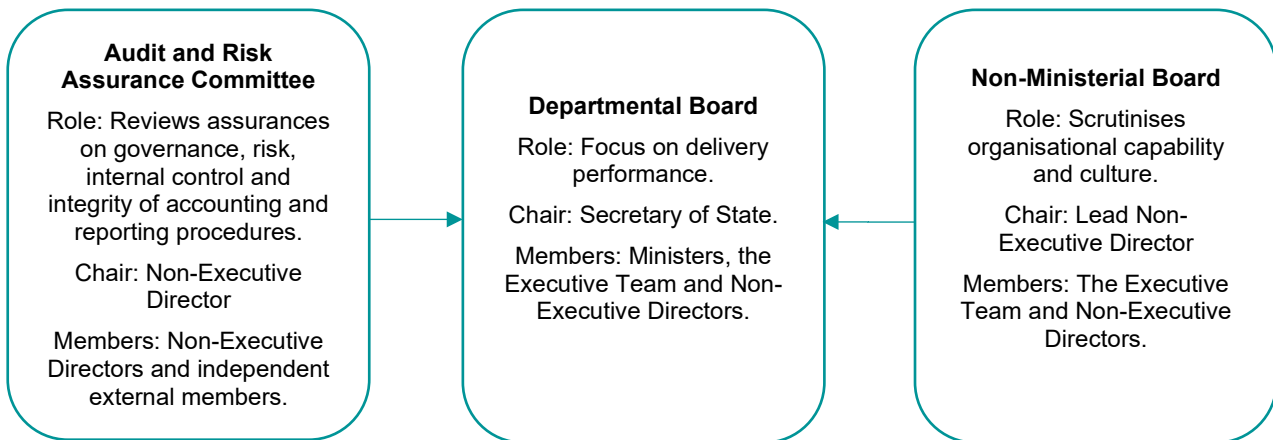 Audit and Risk
Assurance Committee
Role: Reviews assurances
on governance, risk,
internal control and
integrity of accounting and
reporting procedures.
Chair: Non-Executive
Director
Members: Non-Executive
Directors and independent
external members.
Departmental Board
Role: Focus on delivery
performance.
Chair: Secretary of State.
Members: Ministers, the
Executive Team and Non-
Executive Directors.
Non-Ministerial Board
Role: Scrutinises
organisational capability
and culture.
Chair: Lead Non-
Executive Director
Members: The Executive
Team and Non-Executive
Directors.